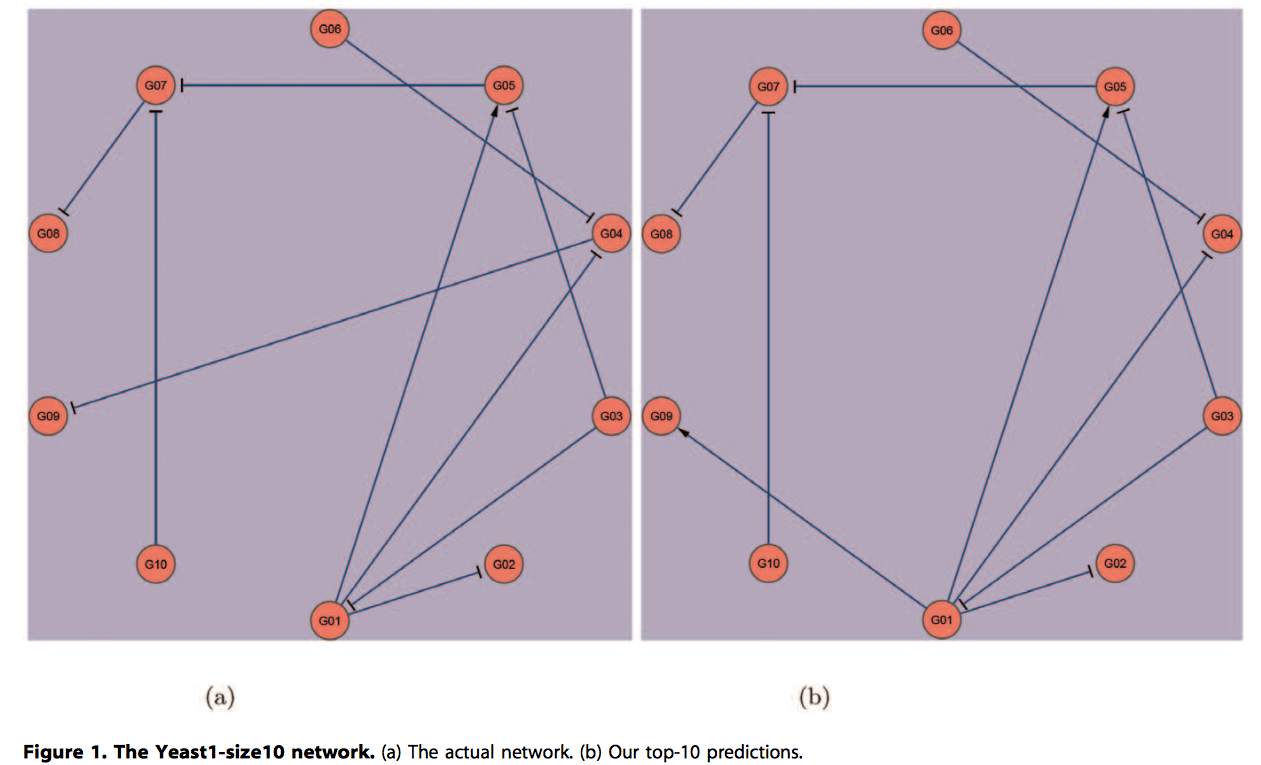 G06
G07
G05
G08
G04
G09
G03
G10
G02
G01
G06
G07
G05
G08
G04
G09
G03
G10
G02
G01
(a)
(b)
Figure 1. The Yeast1-size10 network. (a) The actual network. (b) Our top-10 predictions.